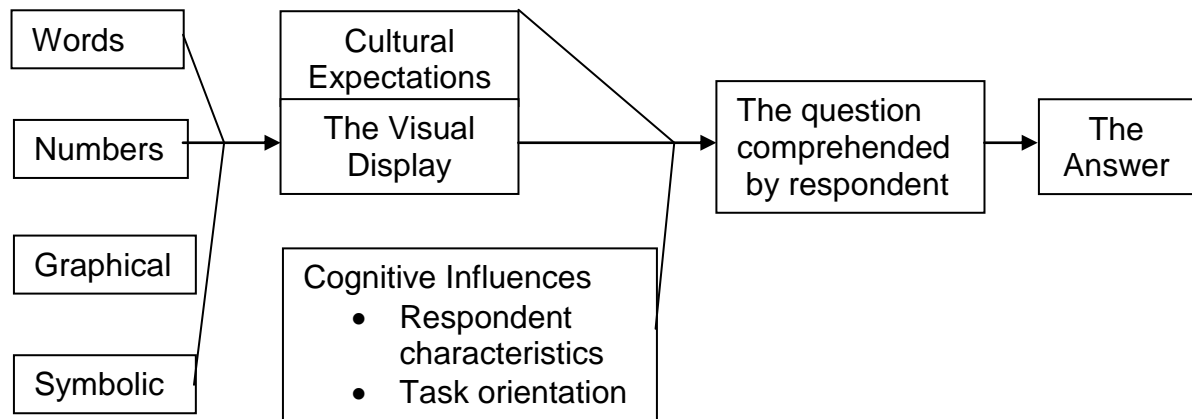 Words
Numbers
Graphical
Symbolic
Cultural
Expectations
The Visual
Display
Cognitive Influences
• Respondent
characteristics
• Task orientation
The question
comprehended
by respondent
The
Answer